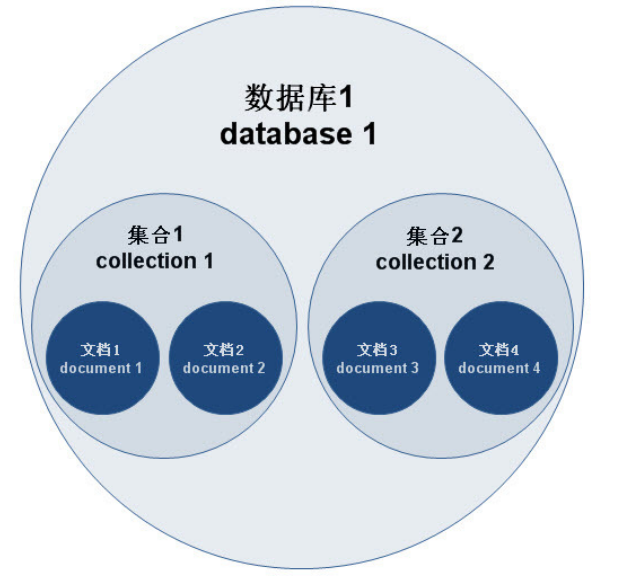 数据库1
database 1
集合1
collection 1
集合2
collection 2
文档1
document 1
文档2
document 2
文档3
document 3
文档4
document 4